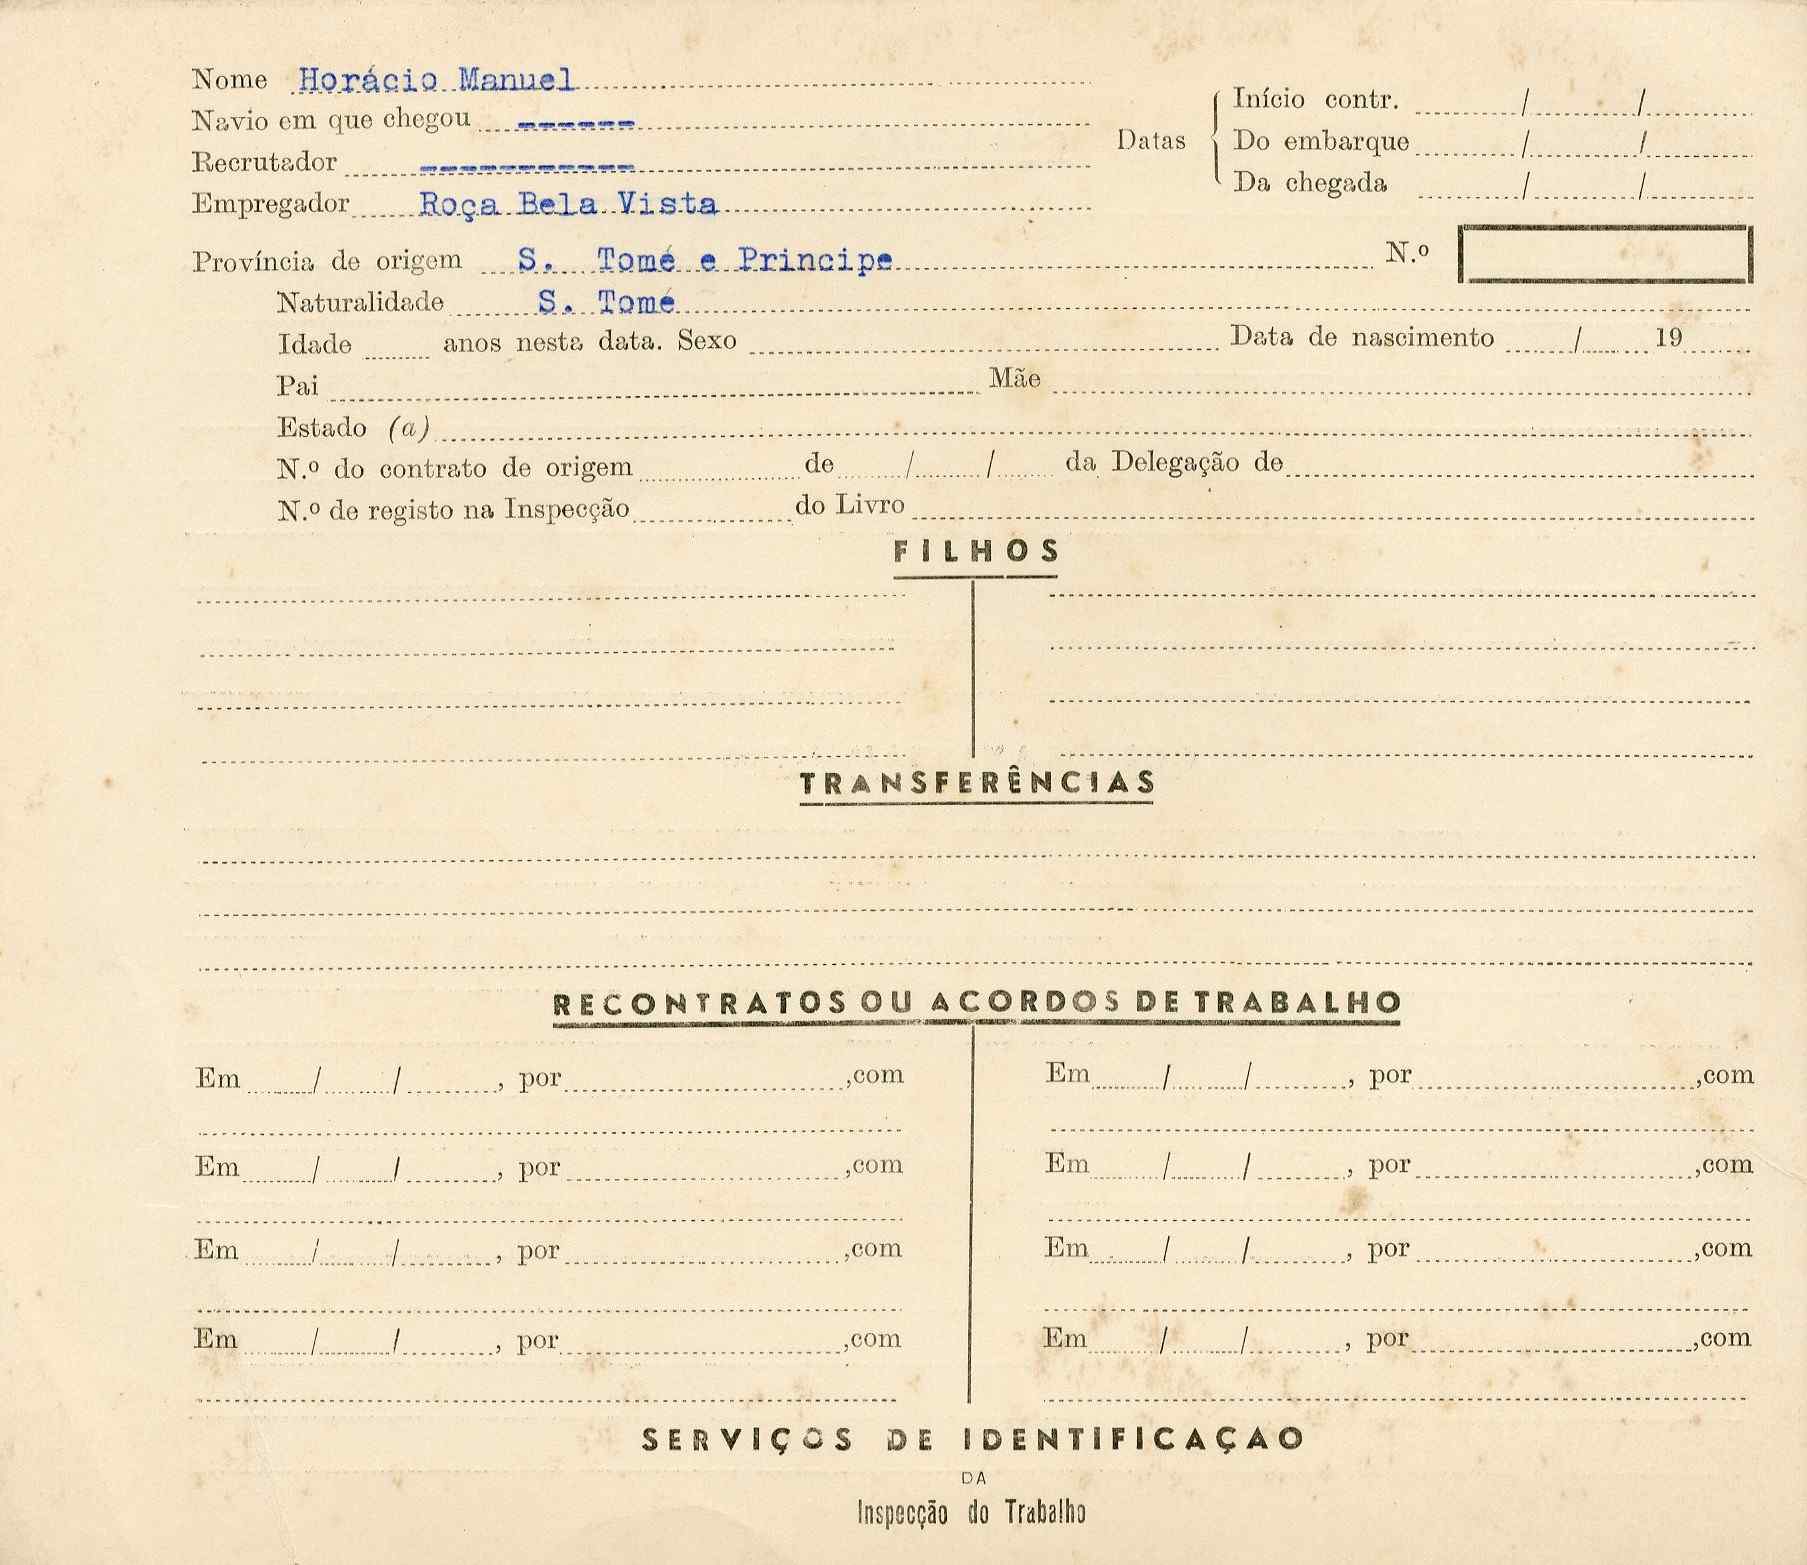 Nome Horácio Manuel
Navio em que chegou ------
Recrutador -----------
Empregador Roça Bela Vista
Datas
Início contr. / /
Do embarque / /
Da chegada / /
Província de origem S. Tomé e Principe N.º
Naturalidade S. Tomé
Idade anos nesta data. Sexo Data de nascimento / 19
Pai Mãe
Estado (a)
N.º do contrato de origem de / / da Delegação de
N.º de registo na Inspecção do Livro
FILHOS
TRANSFERÊNCIAS
RECONTRATOS OU ACORDOS DE TRABALHO
Em / / , por ,com
Em / / , por ,com
Em / / , por ,com
Em / / , por ,com
Em / / , por ,com
Em / / , por ,com
Em / / , por ,com
Em / / , por ,com
SERVIÇOS DE IDENTIFICAÇAO
DA
Inspecção do Trabalho